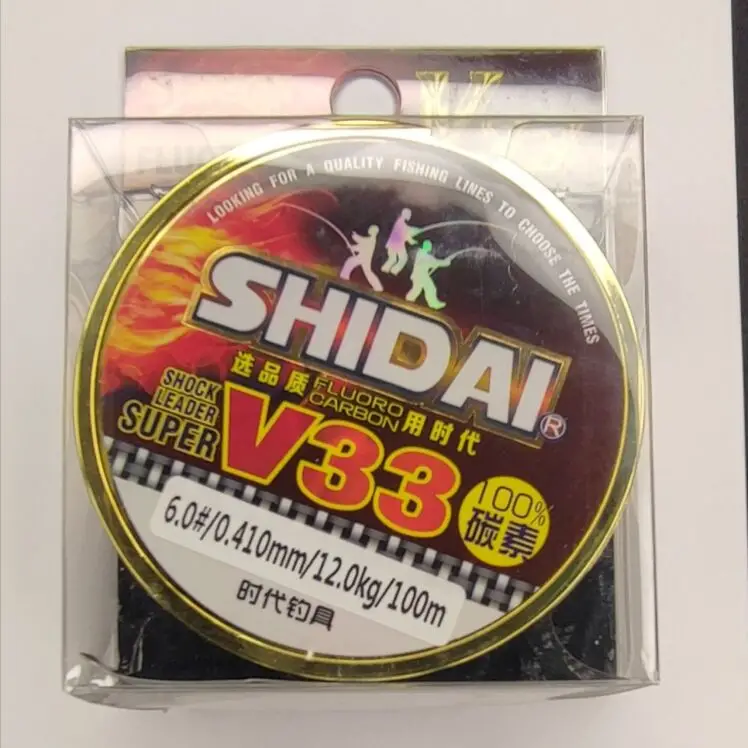 LOOKING FOR A QUALITY FISHING LINES TO CHOOSE THE TIMES
SHIDAI®
选品质 FLUORO CARBON 用时代
SHOCK
LEADER
SUPER
V33
100%
碳素
6.0#/0.410mm/12.0kg/100m
时代钓具